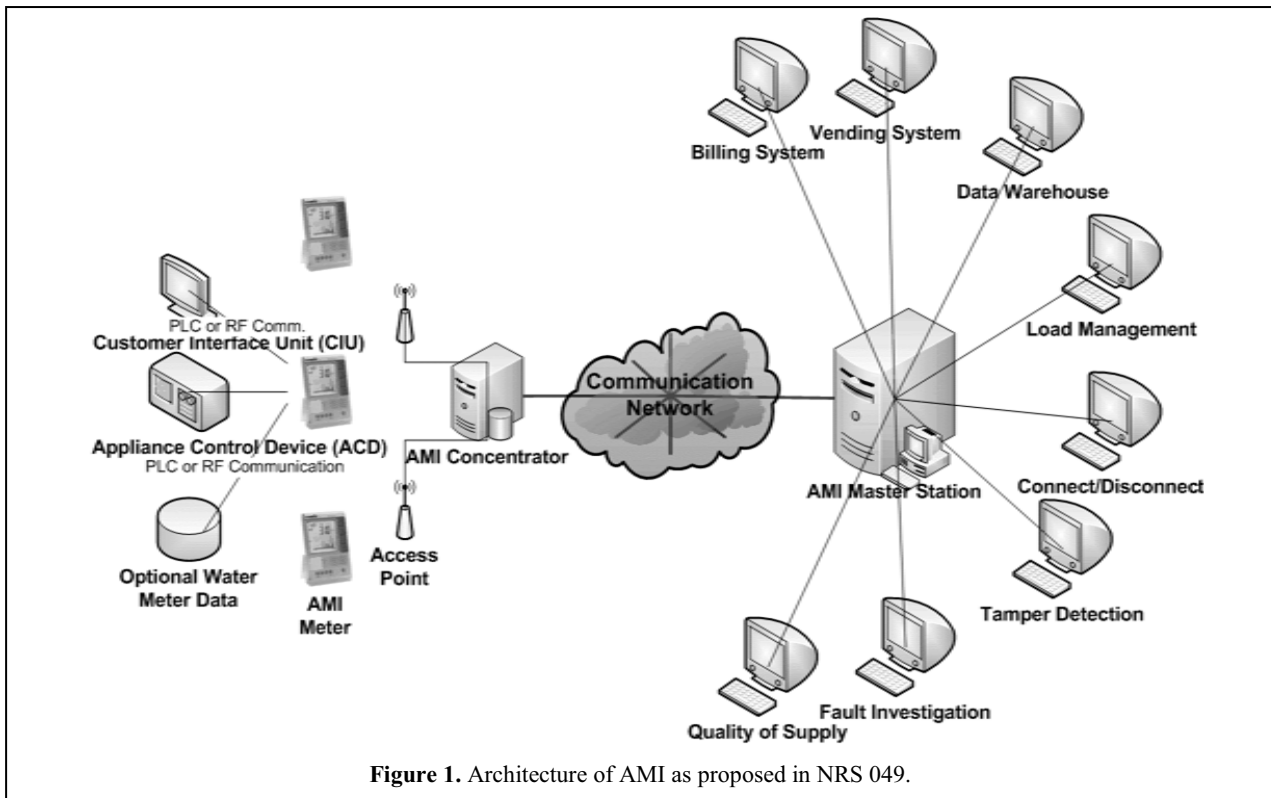 Billing System
Vending System
Data Warehouse
Load Management
PLC or RF Comm.
Customer Interface Unit (CIU)
Communication
Network
Appliance Control Device (ACD)
PLC or RF Communication
AMI Concentrator
AMI Master Station
Connect/Disconnect
Access
Point
Optional Water
Meter Data
AMI
Meter
Tamper Detection
Fault Investigation
Quality of Supply
Figure 1. Architecture of AMI as proposed in NRS 049.